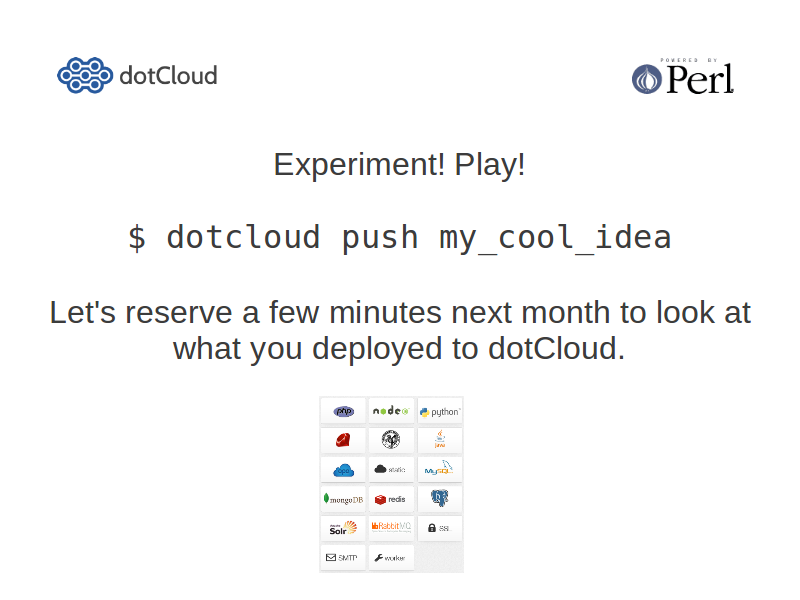 dotCloud
POWERED BY
Perl
Experiment! Play!
$ dotcloud push my_cool_idea
Let's reserve a few minutes next month to look at
what you deployed to dotCloud.
php
node
python
Java
MySQL
static
mongoDB
redis
Solr
RabbitMQ
SSL
SMTP
worker